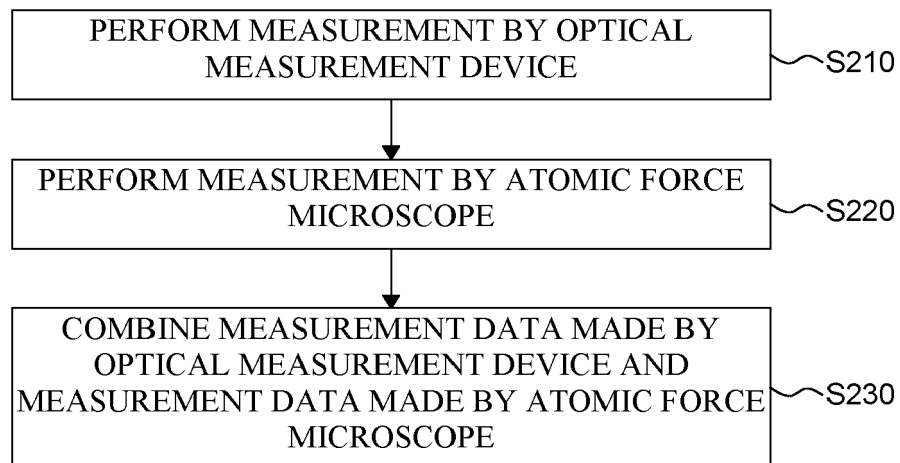 PERFORM MEASUREMENT BY OPTICAL
MEASUREMENT DEVICE
S210
PERFORM MEASUREMENT BY ATOMIC FORCE
MICROSCOPE
S220
COMBINE MEASUREMENT DATA MADE BY
OPTICAL MEASUREMENT DEVICE AND
MEASUREMENT DATA MADE BY ATOMIC FORCE
MICROSCOPE
S230